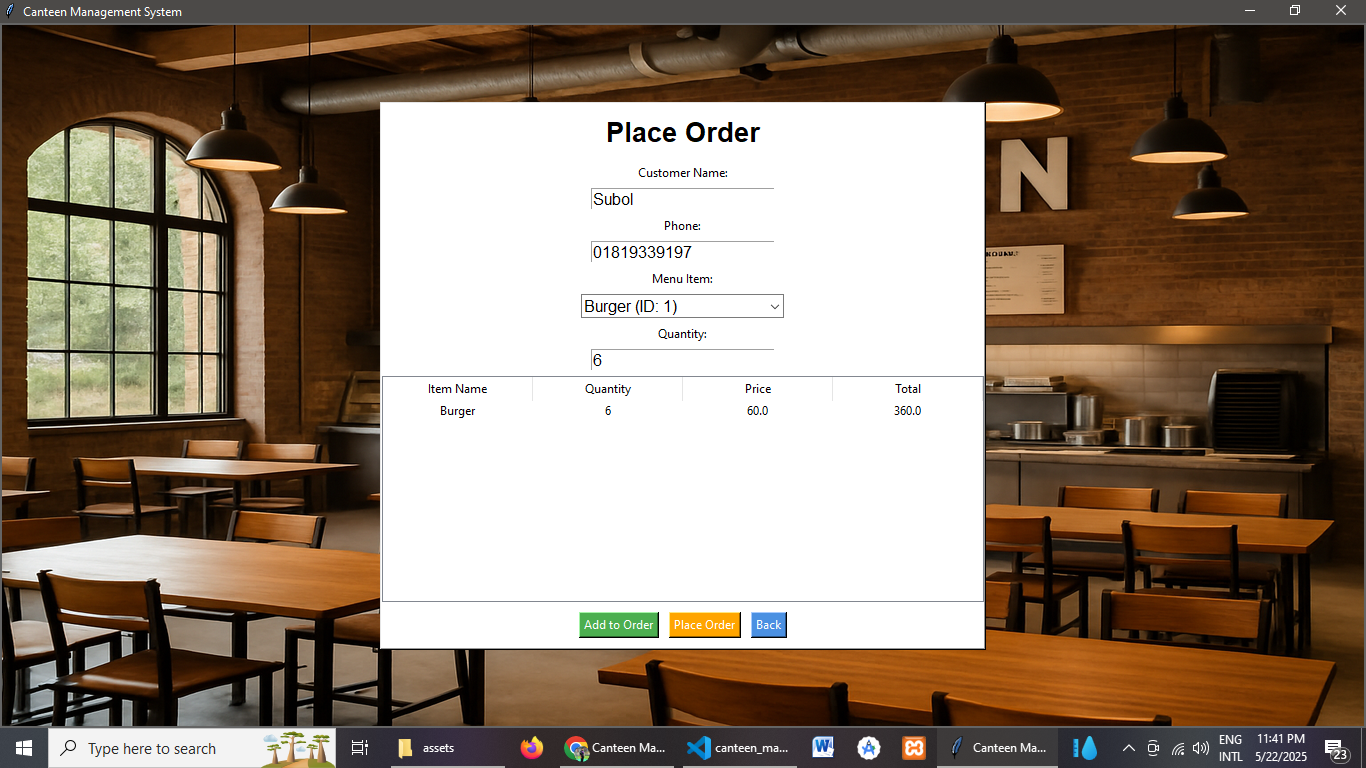 Canteen Management System
N
Place Order
Customer Name:
Subol
Phone:
01819339197
Menu Item:
Burger (ID: 1)
Quantity:
6
Item Name Quantity Price Total
Burger 6 60.0 360.0
Add to Order Place Order Back
Type here to search
assets
Canteen Ma...
canteen_ma...
Canteen Ma...
ENG
INTL
11:41 PM
5/22/2025
23